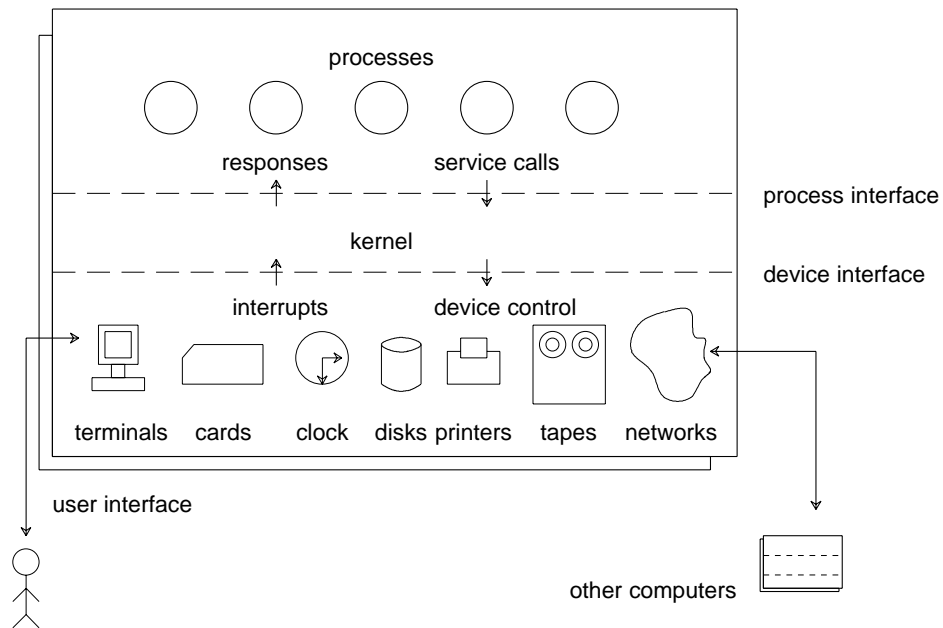 processes
responses
service calls
process interface
kernel
device interface
interrupts
device control
terminals
cards
clock
disks
printers
tapes
networks
user interface
other computers